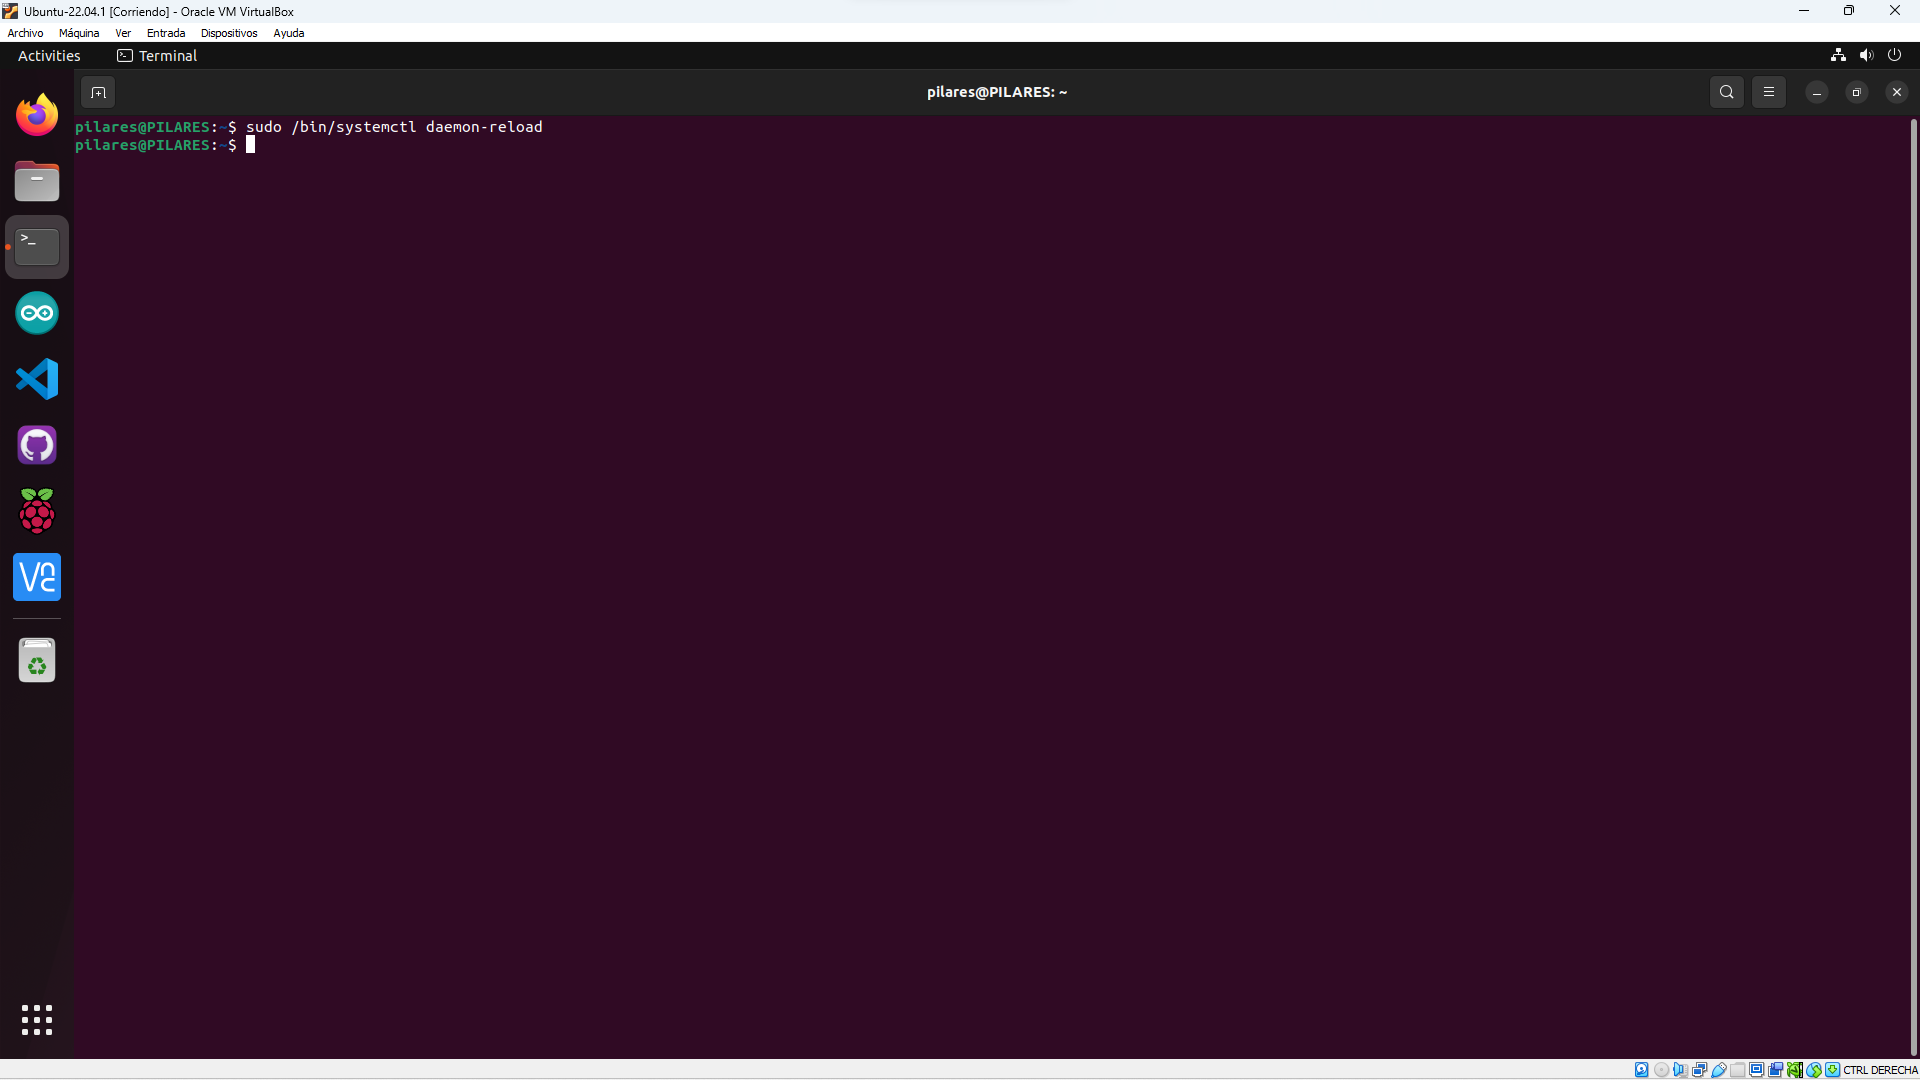 Ubuntu-22.04.1 [Corriendo] - Oracle VM VirtualBox
Archivo Máquina Ver Entrada Dispositivos Ayuda
Activities Terminal
pilares@PILARES: ~
pilares@PILARES:~$ sudo /bin/systemctl daemon-reload
pilares@PILARES:~$
CTRL DERECHA